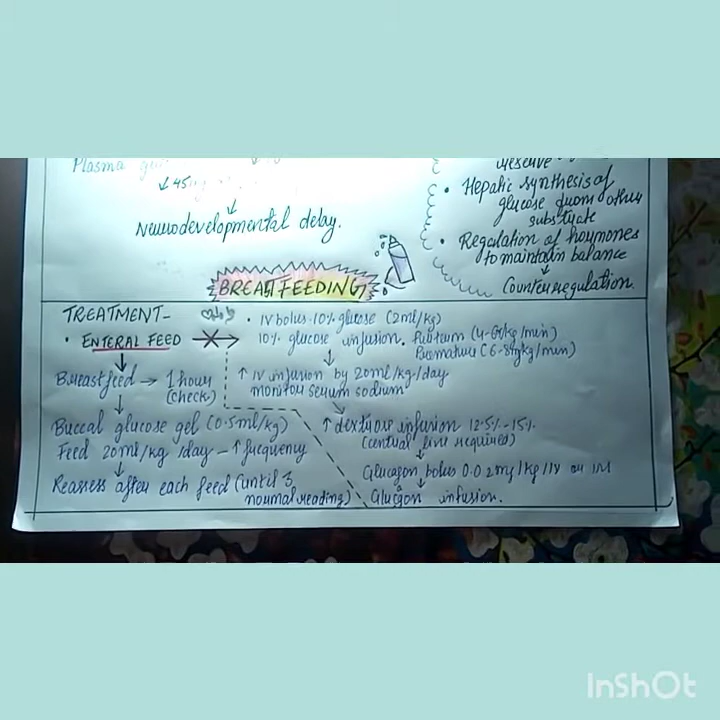 Plasma
↓45
↓
Neurodevelopmental delay.
• Hepatic synthesis of
glucose from other
substrate
• Regulation of hormones
to maintain balance
↓
Counterregulation.
BREASTFEEDING
TREATMENT-
• ENTERAL FEED
↓
Breastfeed → 1 hour
(check)
↓
Buccal glucose gel (0.5ml/kg)
Feed 20ml/kg/day - ↑ frequency
↓
Reassess after each feed (until 3
normal reading)
• IV bolus 10% glucose (2ml/kg)
10% glucose infusion.
(4-6mg/kg/min)
Premature (6-8mg/kg/min)
↓
↑ IV infusion by 20ml/kg/day
monitor serum sodium
↑ dextrose infusion 12.5%-15%
(central line required)
↓
Glucagon bolus 0.02mg/kg/IV or IM
↓
Glucagon infusion.
InShOt